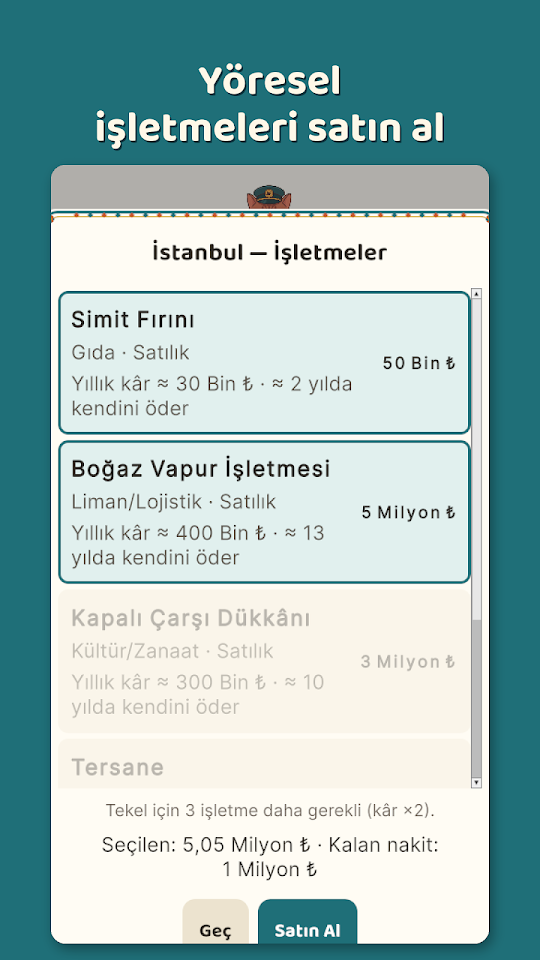 Yöresel
işletmeleri satın al
İstanbul — İşletmeler
Simit Fırını
Gıda · Satılık
50 Bin ₺
Yıllık kâr ≈ 30 Bin ₺ · ≈ 2 yılda
kendini öder
Boğaz Vapur İşletmesi
Liman/Lojistik · Satılık
5 Milyon ₺
Yıllık kâr ≈ 400 Bin ₺ · ≈ 13
yılda kendini öder
Kapalı Çarşı Dükkânı
Kültür/Zanaat · Satılık
3 Milyon ₺
Yıllık kâr ≈ 300 Bin ₺ · ≈ 10
yılda kendini öder
Tersane
Tekel için 3 işletme daha gerekli (kâr ×2).
Seçilen: 5,05 Milyon ₺ · Kalan nakit:
1 Milyon ₺
Geç
Satın Al